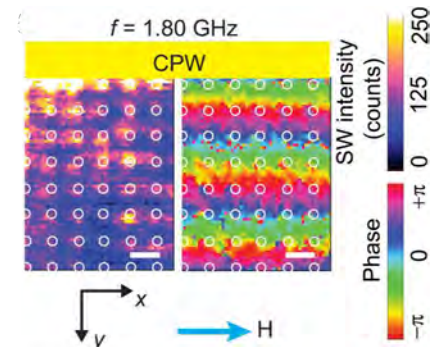 f = 1.80 GHz
CPW
SW intensity
(counts)
0 125 250
Phase
−π 0 +π
x
y
H